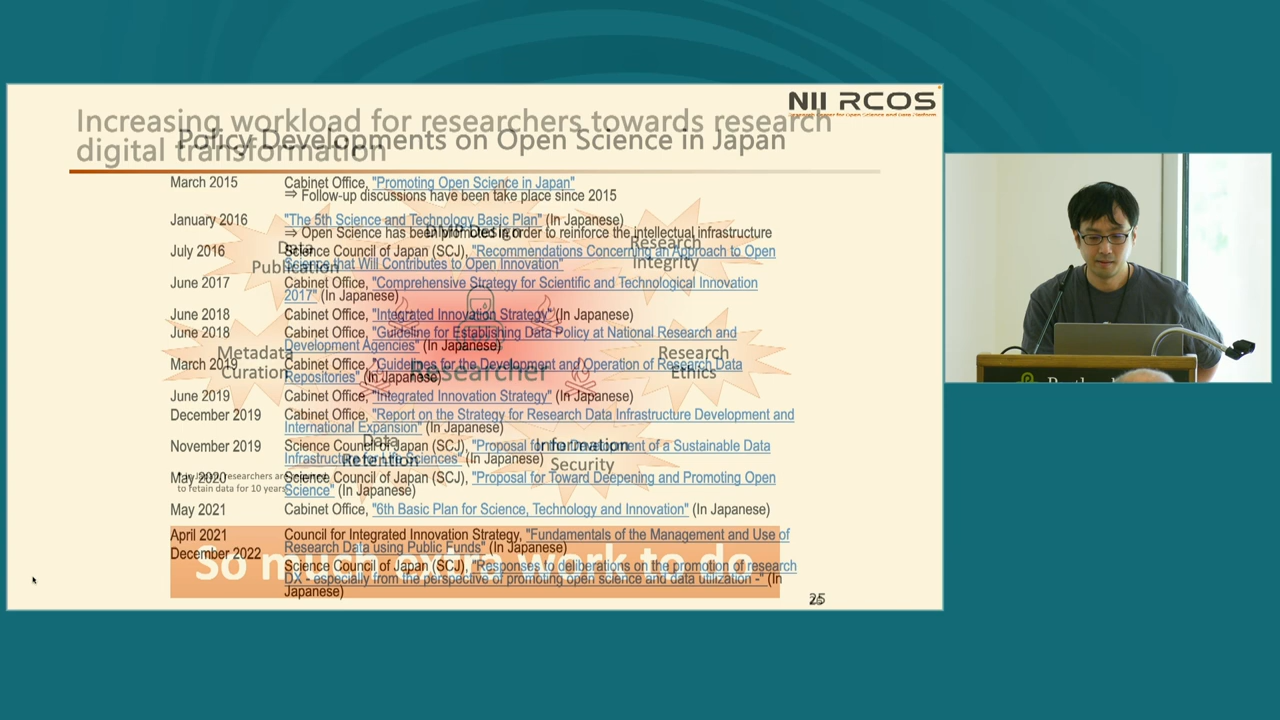 NII RCOS
Increasing workload for researchers towards research
digital transformation
Policy Developments on Open Science in Japan
March 2015 Cabinet Office, "Promoting Open Science in Japan"
⇒ Follow-up discussions have been take place since 2015
January 2016 "The 5th Science and Technology Basic Plan" (In Japanese)
⇒ Open Science has been promoted in order to reinforce the intellectual infrastructure
July 2016 Science Council of Japan (SCJ), "Recommendations Concerning an Approach to Open
Science that Will Contributes to Open Innovation"
June 2017 Cabinet Office, "Comprehensive Strategy for Scientific and Technological Innovation
2017" (In Japanese)
June 2018 Cabinet Office, "Integrated Innovation Strategy" (In Japanese)
June 2018 Cabinet Office, "Guideline for Establishing Data Policy at National Research and
Development Agencies" (In Japanese)
March 2019 Cabinet Office, "Guidelines for the Development and Operation of Research Data
Repositories" (In Japanese)
June 2019 Cabinet Office, "Integrated Innovation Strategy" (In Japanese)
December 2019 Cabinet Office, "Report on the Strategy for Research Data Infrastructure Development and
International Expansion" (In Japanese)
November 2019 Science Council of Japan (SCJ), "Proposal for the Development of a Sustainable Data
Infrastructure for Life Sciences" (In Japanese)
May 2020 Science Council of Japan (SCJ), "Proposal for Toward Deepening and Promoting Open
Science" (In Japanese)
May 2021 Cabinet Office, "6th Basic Plan for Science, Technology and Innovation" (In Japanese)
April 2021 Council for Integrated Innovation Strategy, "Fundamentals of the Management and Use of
Research Data using Public Funds" (In Japanese)
December 2022
Science Council of Japan (SCJ), "Responses to deliberations on the promotion of research
DX - especially from the perspective of promoting open science and data utilization -" (In
Japanese)
Data
Publication
Research
Integrity
Metadata
Curation
Researcher
Research
Ethics
Data
Retention
Information
Security
researchers
to retain data for 10 years
So much extra work to do